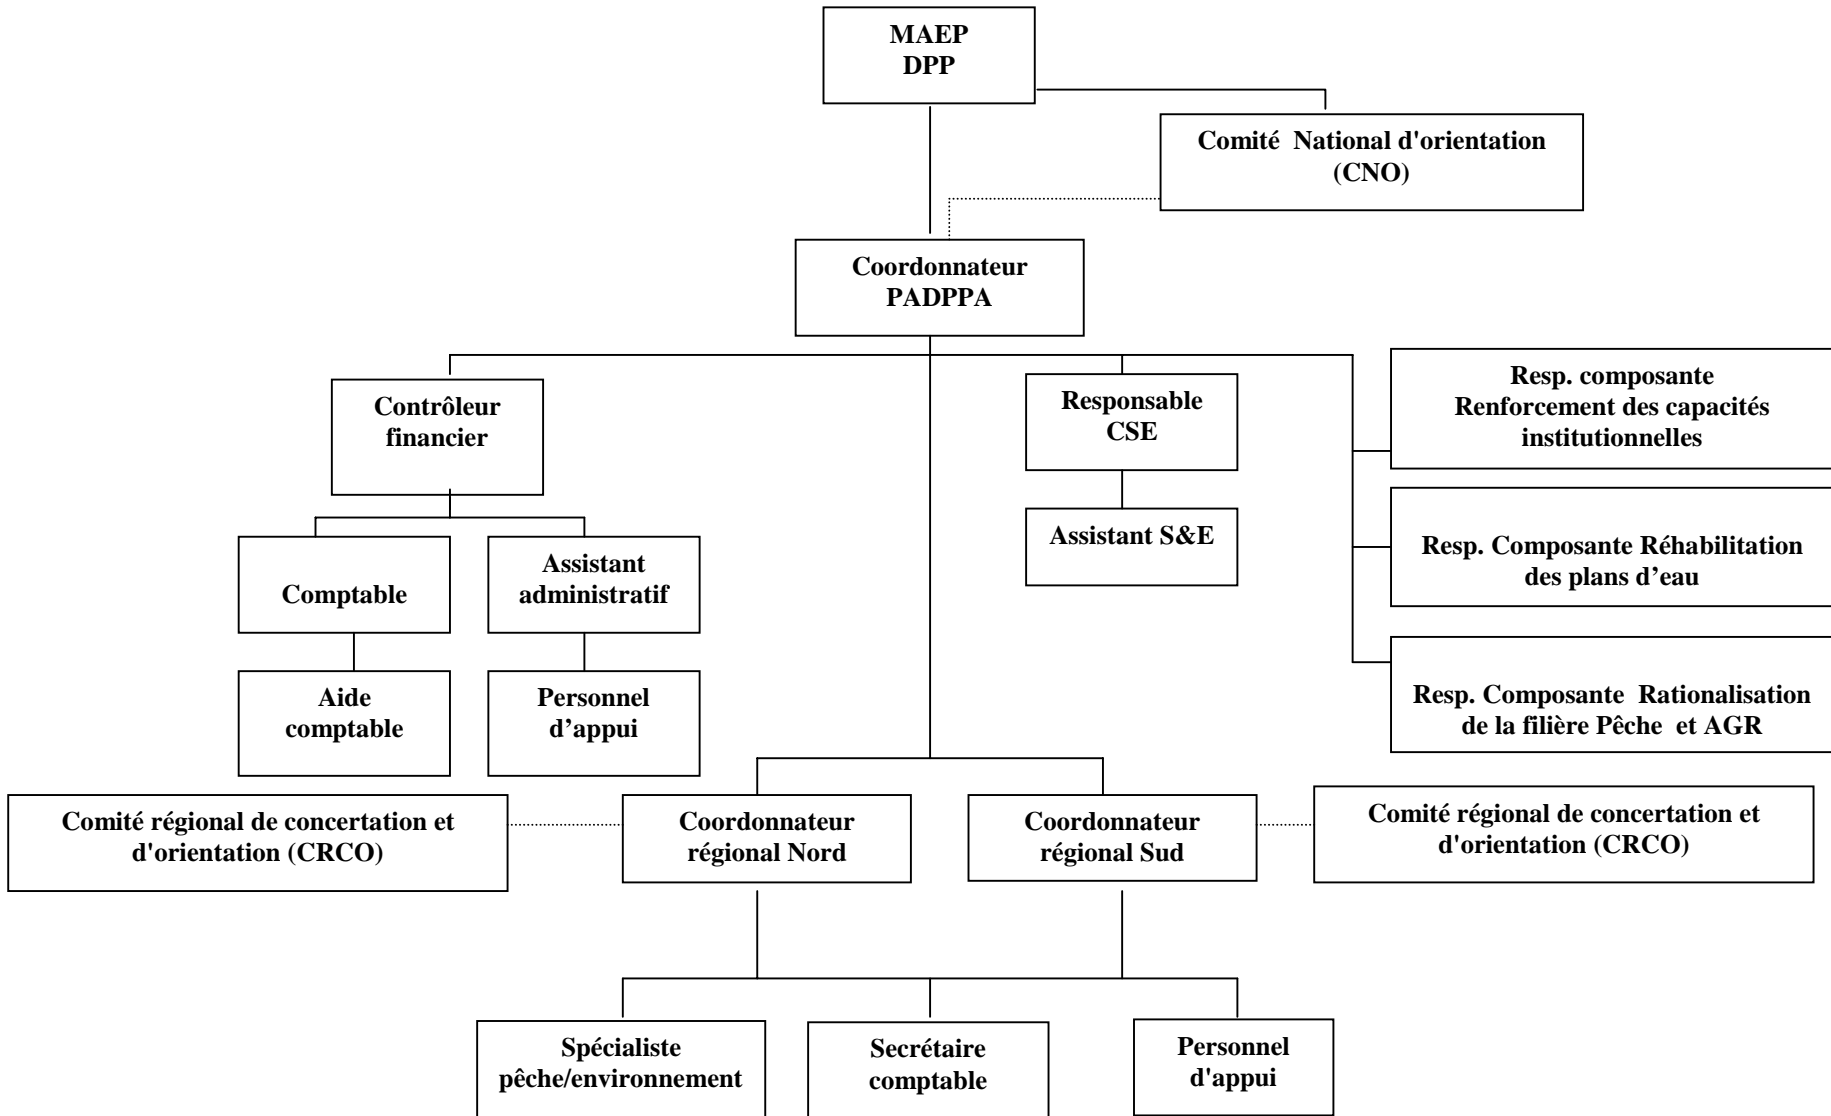 MAEP
DPP
Comité National d'orientation
(CNO)
Coordonnateur
PADPPA
Contrôleur
financier
Responsable
CSE
Resp. composante
Renforcement des capacités
institutionnelles
Comptable
Assistant
administratif
Assistant S&E
Resp. Composante Réhabilitation
des plans d’eau
Aide
comptable
Personnel
d’appui
Resp. Composante Rationalisation
de la filière Pêche et AGR
Comité régional de concertation et
d'orientation (CRCO)
Coordonnateur
régional Nord
Coordonnateur
régional Sud
Comité régional de concertation et
d'orientation (CRCO)
Spécialiste
pêche/environnement
Secrétaire
comptable
Personnel
d'appui